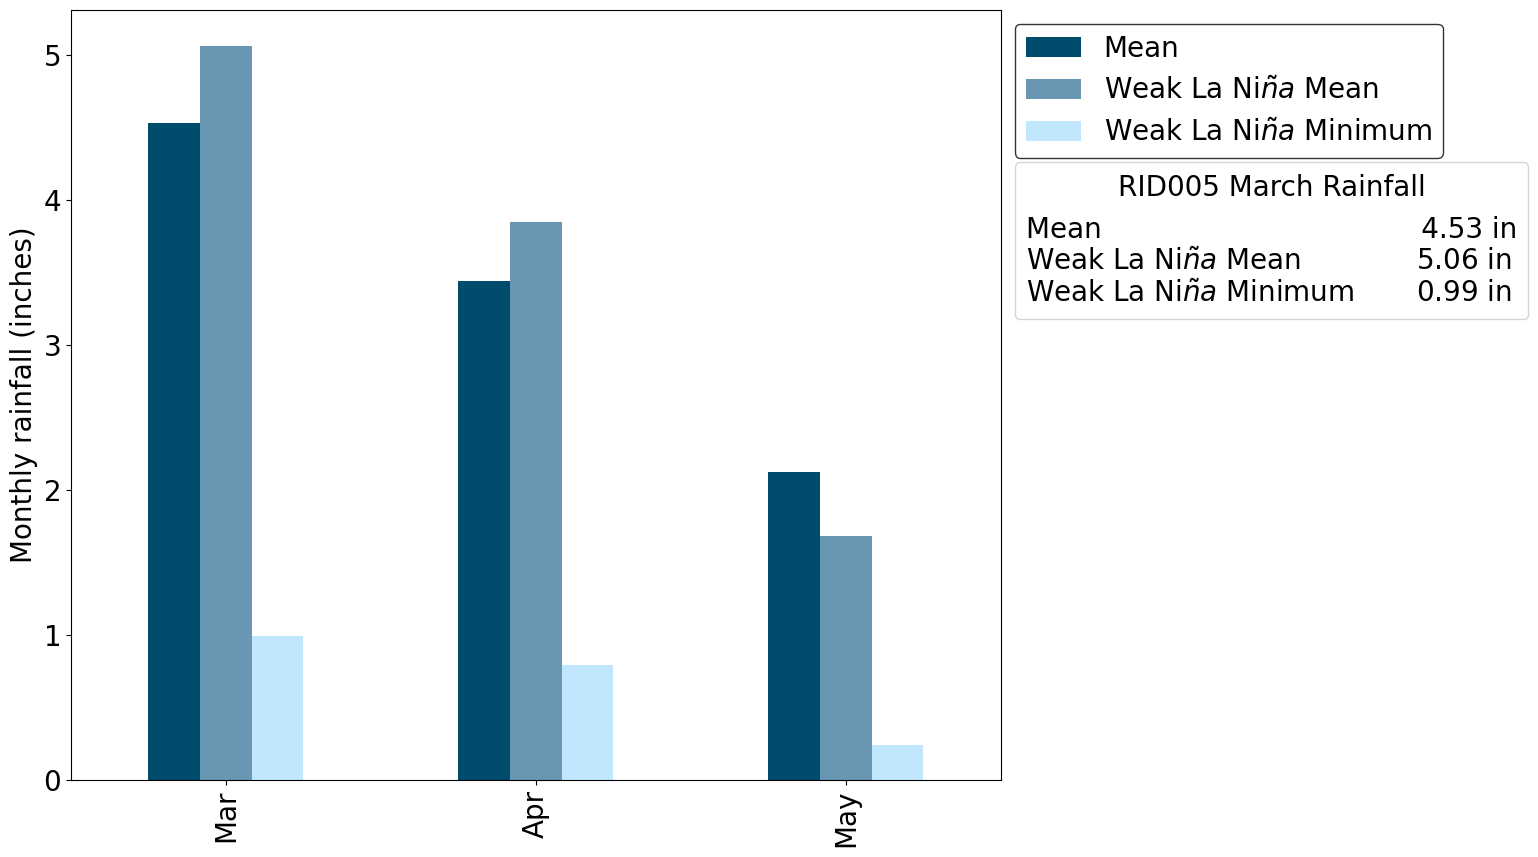 Monthly rainfall (inches)
5
4
3
2
1
0
Mar
Apr
May
Mean
Weak La Niña Mean
Weak La Niña Minimum
RID005 March Rainfall
Mean 4.53 in
Weak La Niña Mean 5.06 in
Weak La Niña Minimum 0.99 in